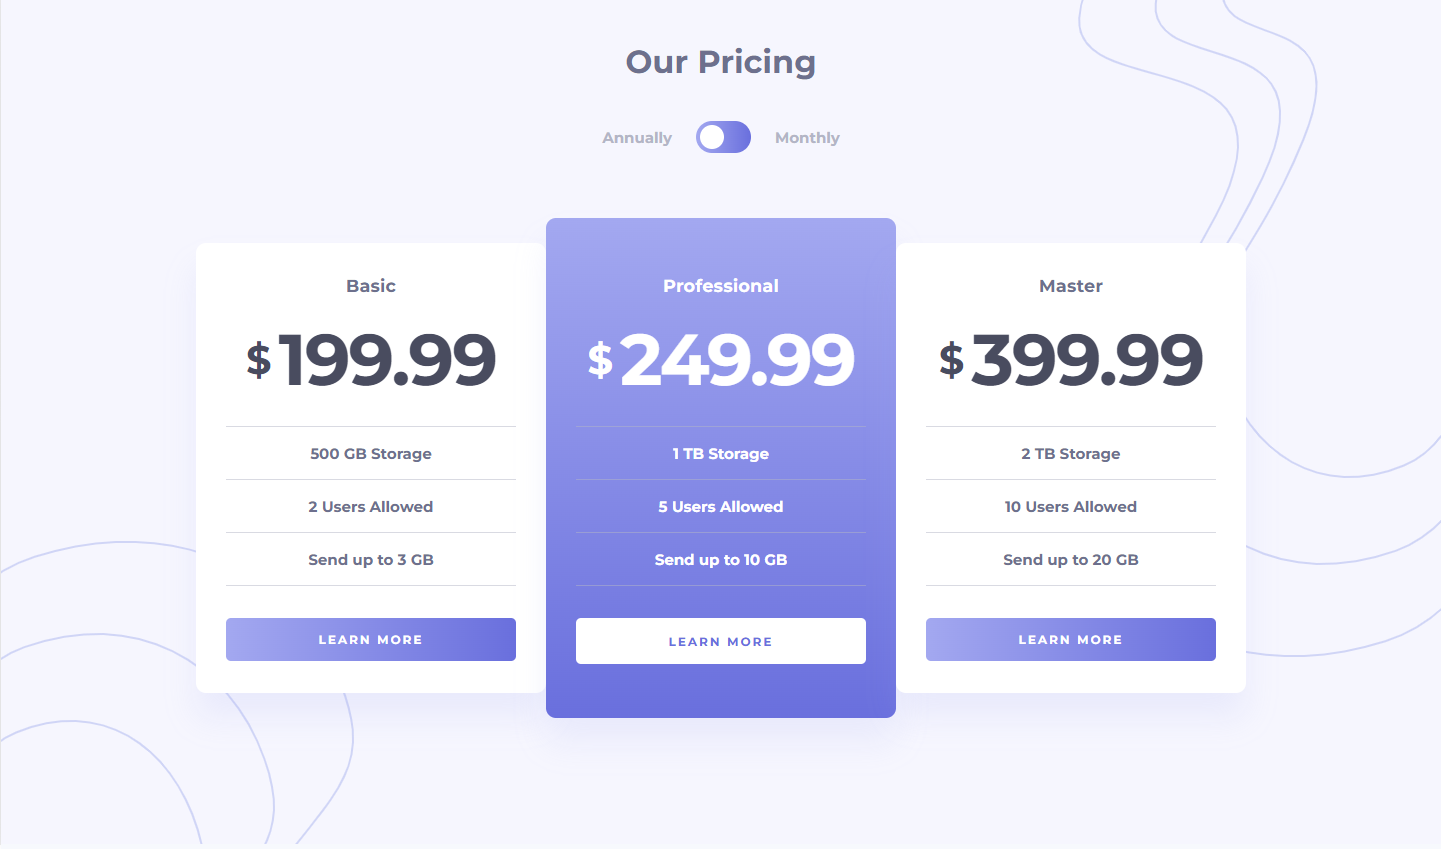 Our Pricing
Annually Monthly
Basic
$199.99
500 GB Storage
2 Users Allowed
Send up to 3 GB
LEARN MORE
Professional
$249.99
1 TB Storage
5 Users Allowed
Send up to 10 GB
LEARN MORE
Master
$399.99
2 TB Storage
10 Users Allowed
Send up to 20 GB
LEARN MORE